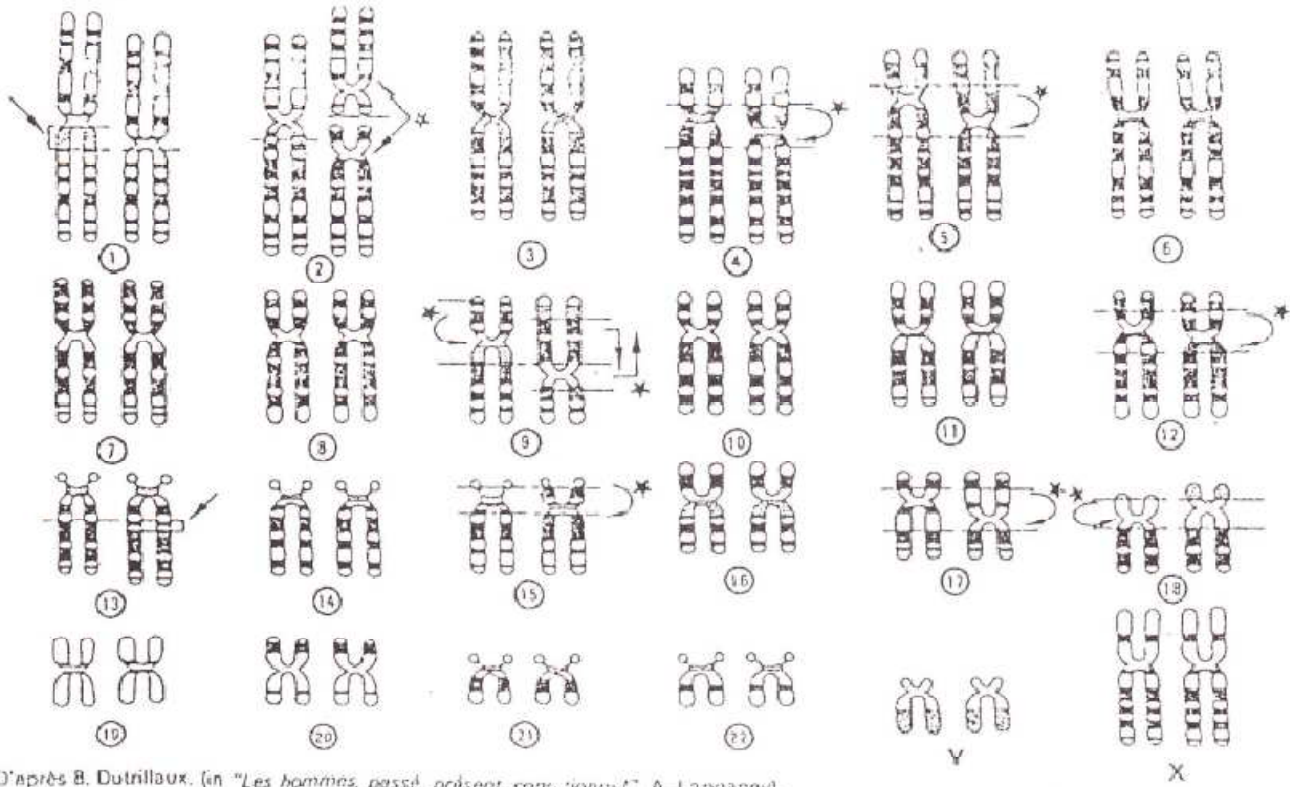 1 2 3 4 5 6
7 8 9 10 11 12
13 14 15 16 17 18
19 20 21 22 Y X
D'après B. Dutrillaux. (in "Les hommes, passé, présent,